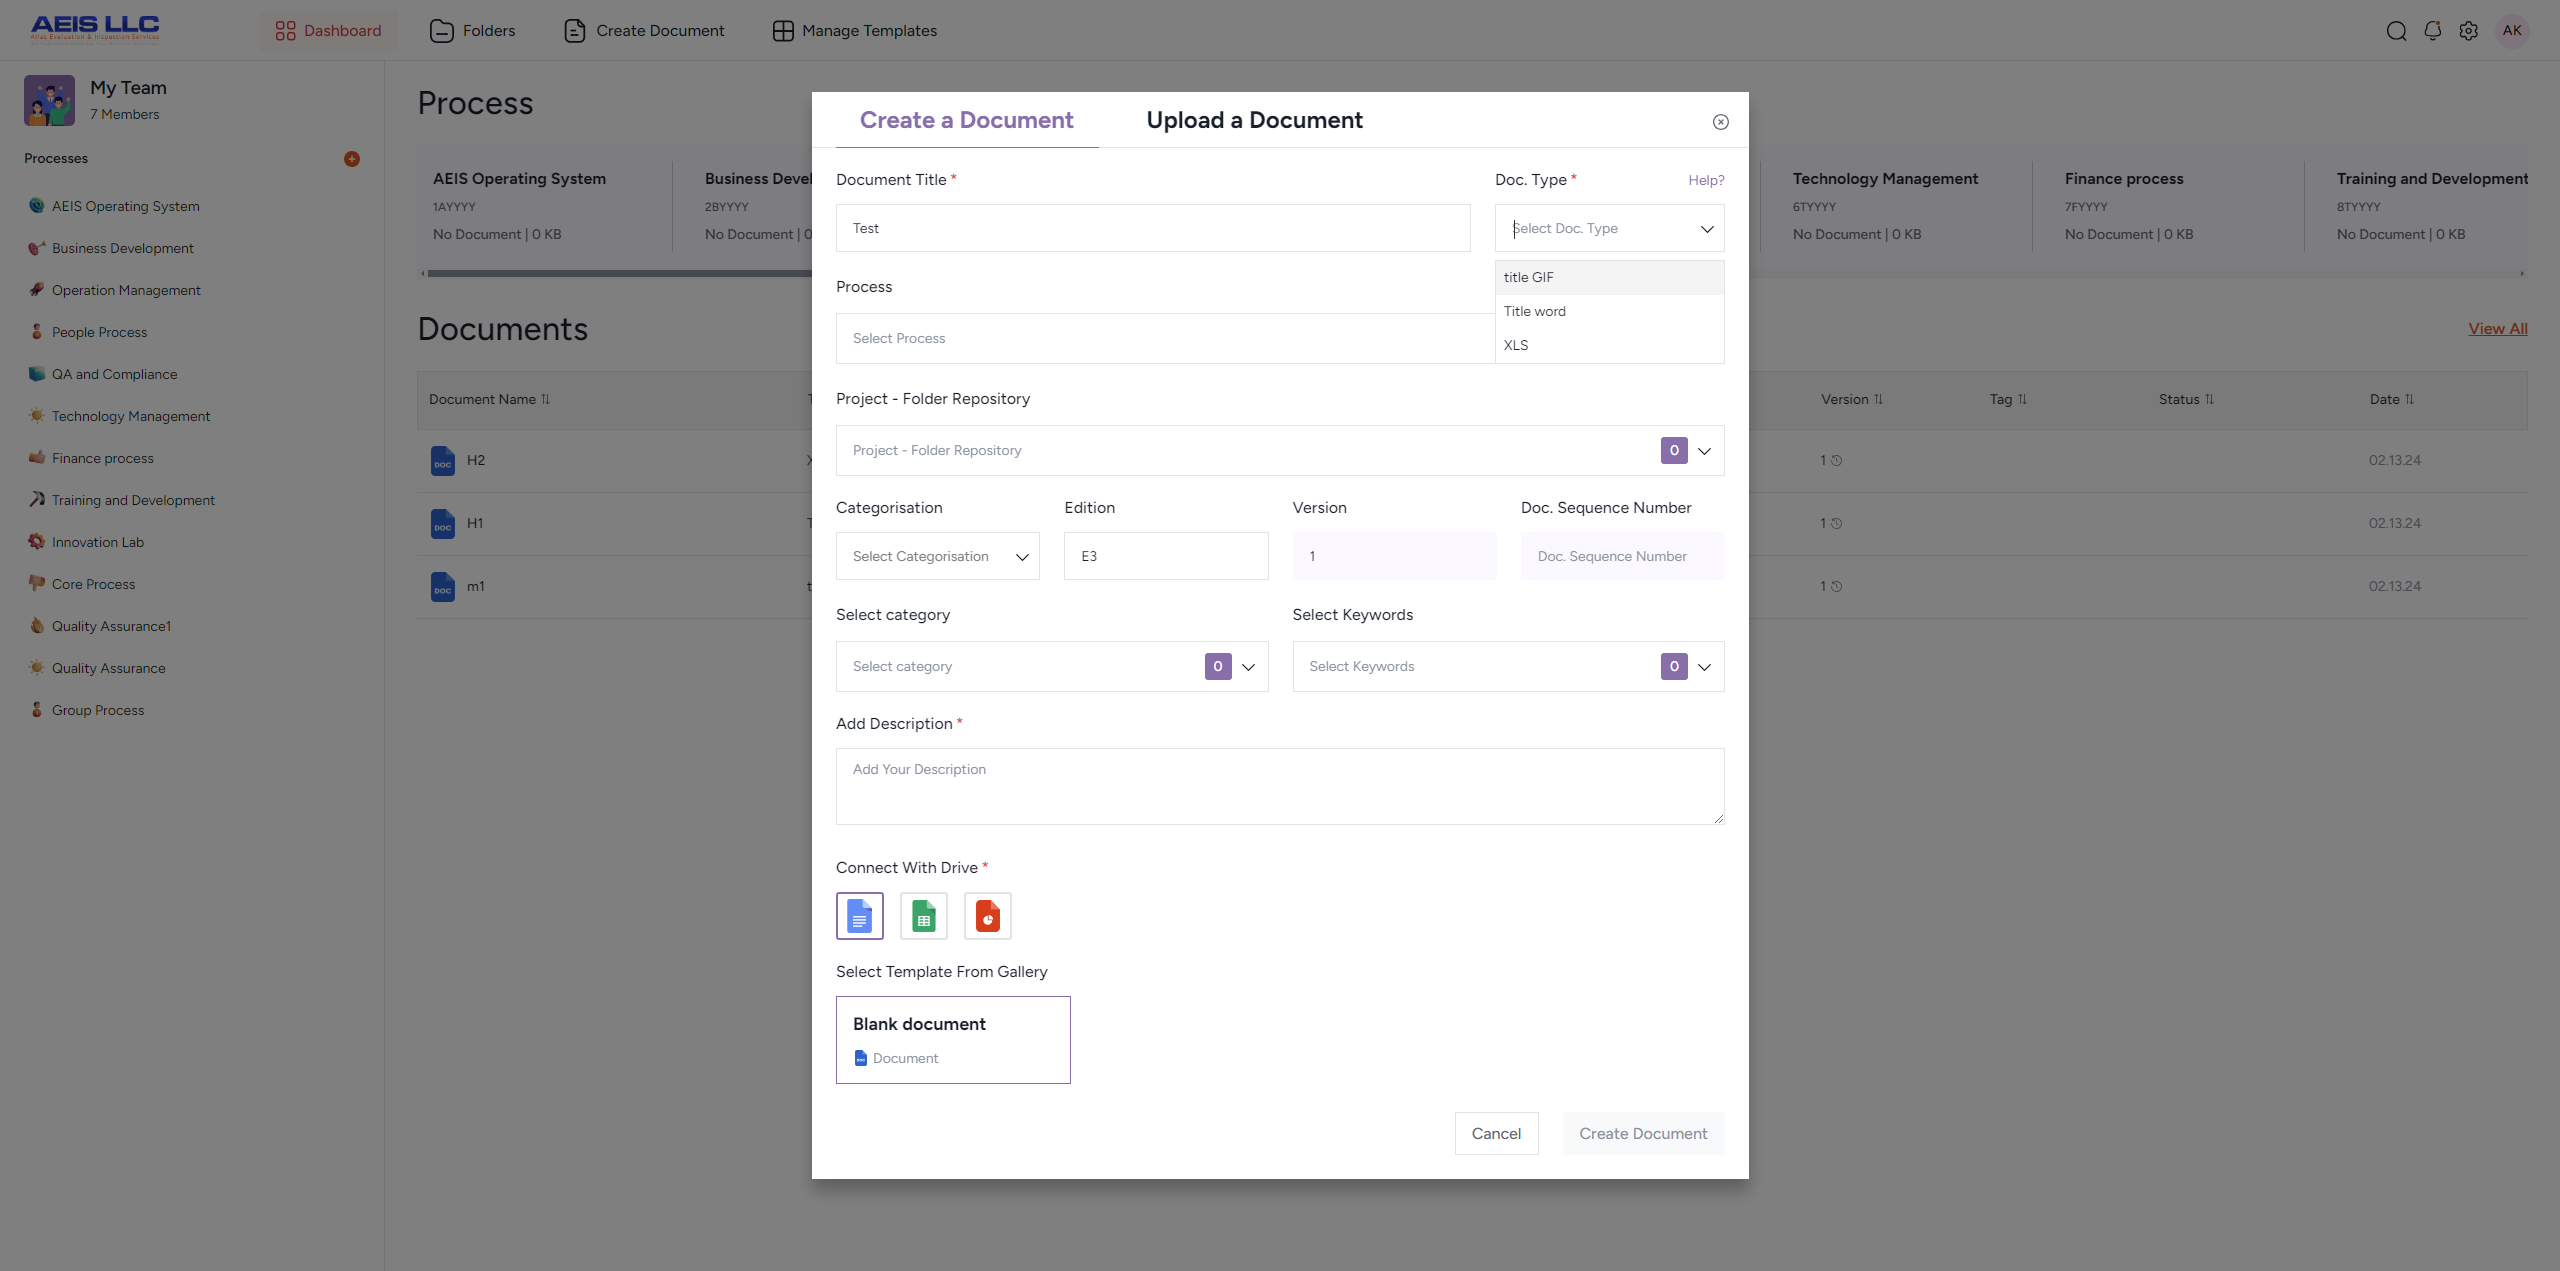 AEIS LLC
Atlas Evaluation & Inspection Services
Dashboard
Folders
Create Document
Manage Templates
AK
My Team
7 Members
Processes
AEIS Operating System
Business Development
Operation Management
People Process
QA and Compliance
Technology Management
Finance process
Training and Development
Innovation Lab
Core Process
Quality Assurance1
Quality Assurance
Group Process
Process
AEIS Operating System
1AYYYY
No Document | 0 KB
Business Devel
2BYYYY
No Document | 0
Technology Management
6TYYYY
No Document | 0 KB
Finance process
7FYYYY
No Document | 0 KB
Training and Development
8TYYYY
No Document | 0 KB
Documents
View All
Document Name
Version
Tag
Status
Date
H2
1
02.13.24
H1
1
02.13.24
m1
1
02.13.24
Create a Document
Upload a Document
Document Title *
Doc. Type *
Help?
Test
Select Doc. Type
title GIF
Title word
XLS
Process
Select Process
Project - Folder Repository
Project - Folder Repository
0
Categorisation
Edition
Version
Doc. Sequence Number
Select Categorisation
E3
1
Doc. Sequence Number
Select category
Select Keywords
Select category
0
Select Keywords
0
Add Description *
Add Your Description
Connect With Drive *
Select Template From Gallery
Blank document
Document
Cancel
Create Document